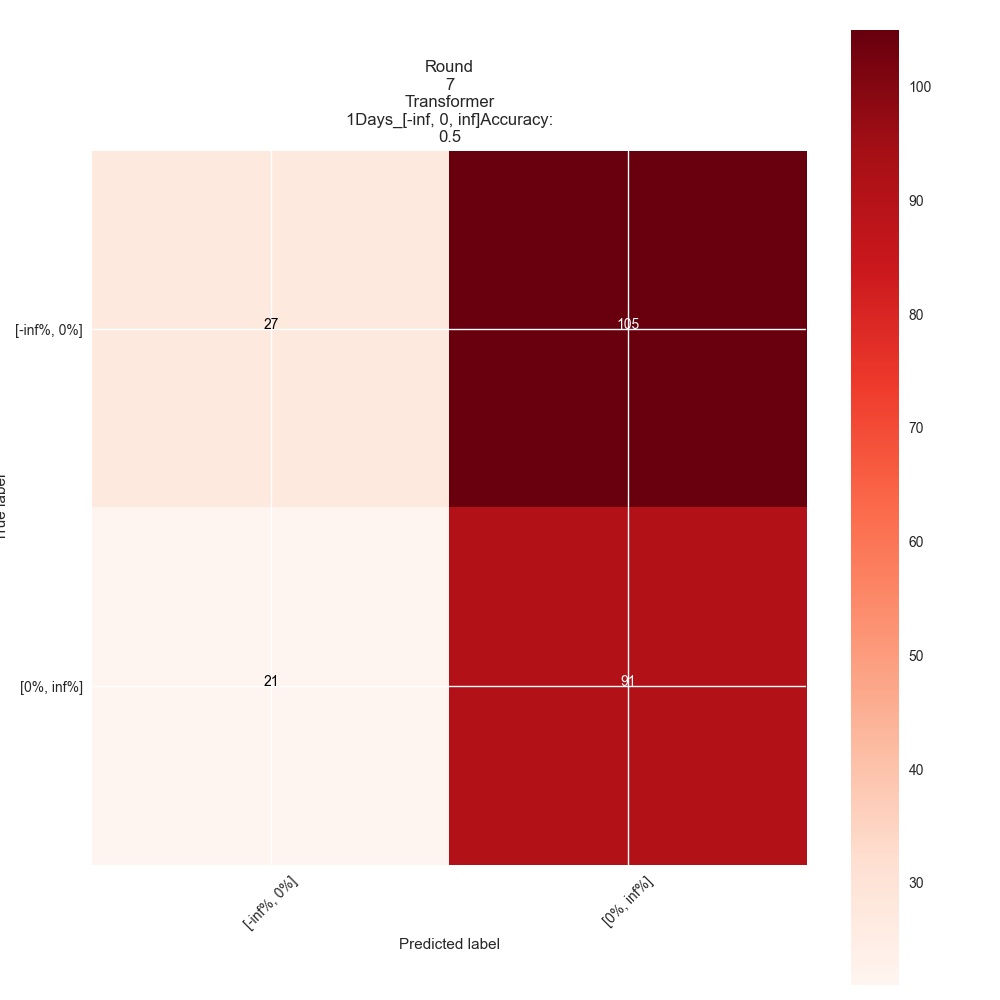 Round
7
Transformer
1Days_[-inf, 0, inf]Accuracy:
0.5
[-inf%, 0%]
27
105
[0%, inf%]
21
91
[-inf%, 0%]
[0%, inf%]
Predicted label
100
90
80
70
60
50
40
30